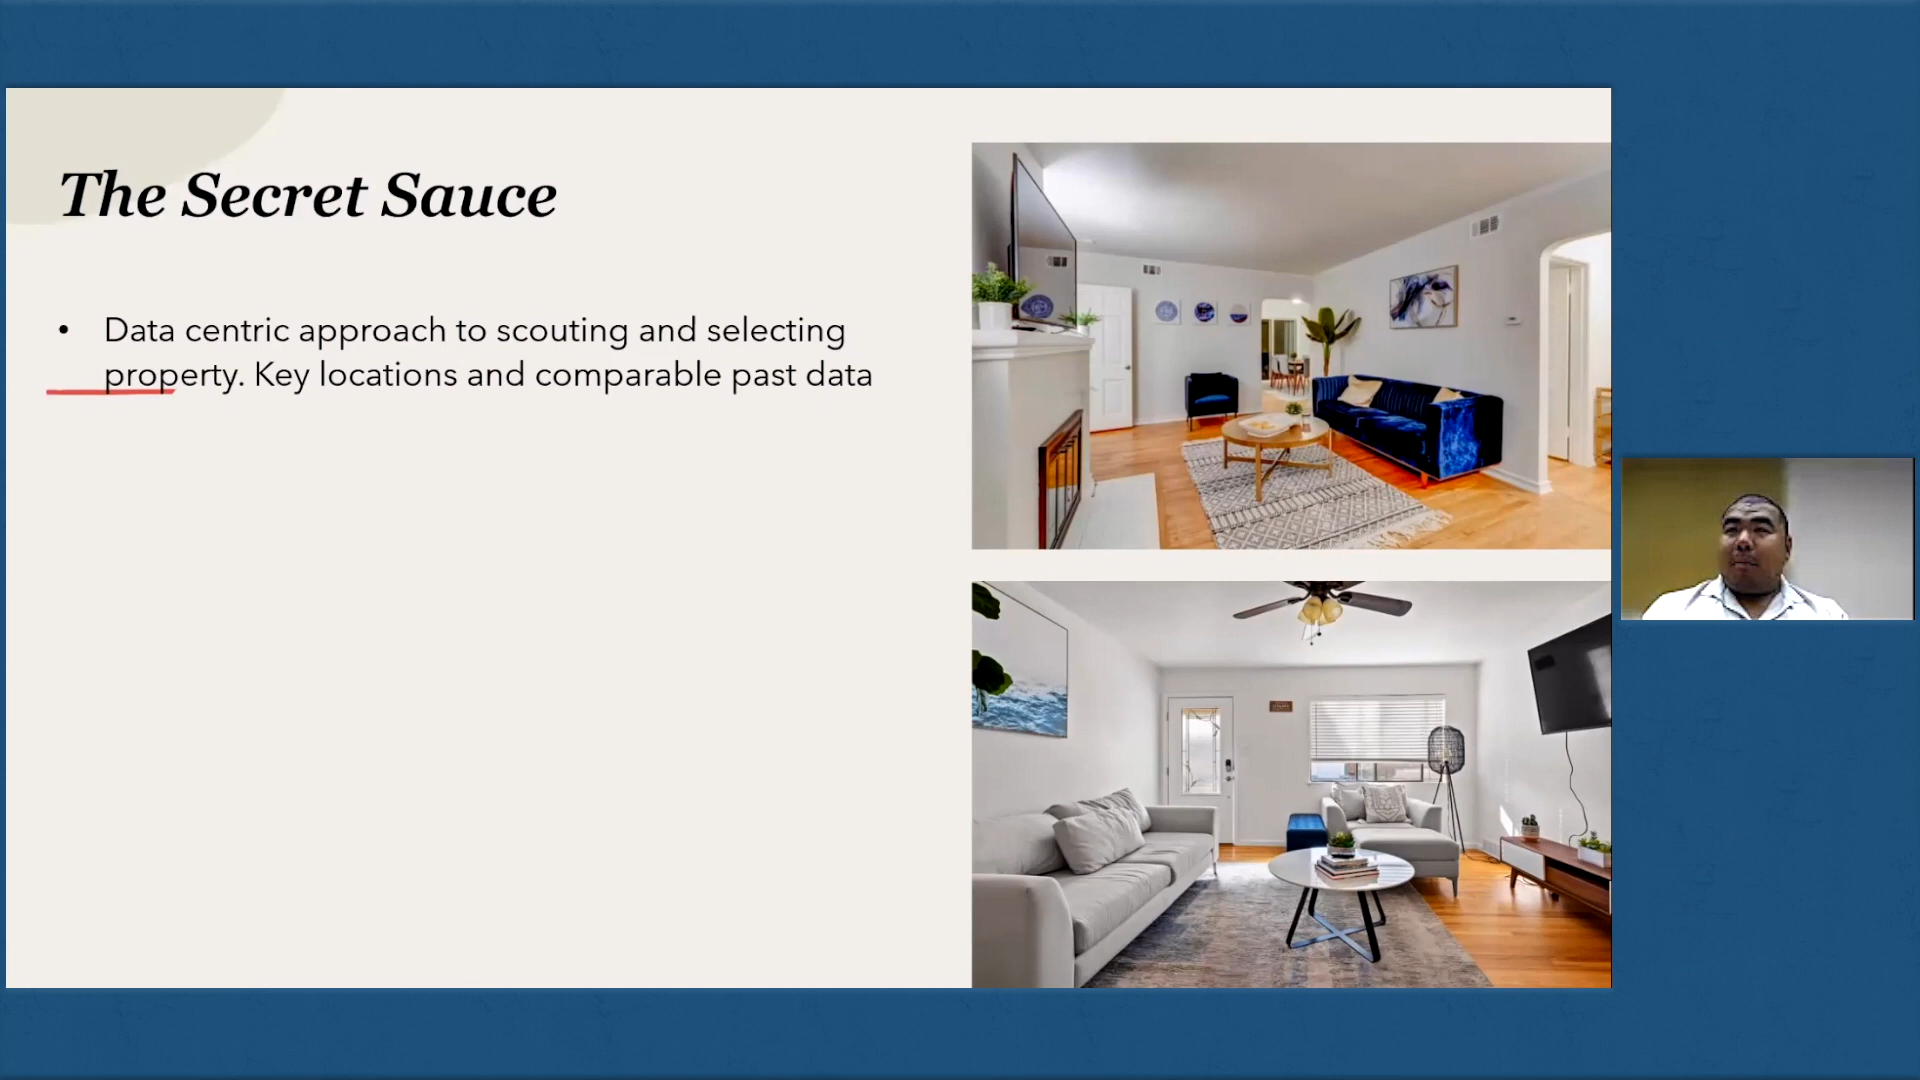 The Secret Sauce
• Data centric approach to scouting and selecting
property. Key locations and comparable past data